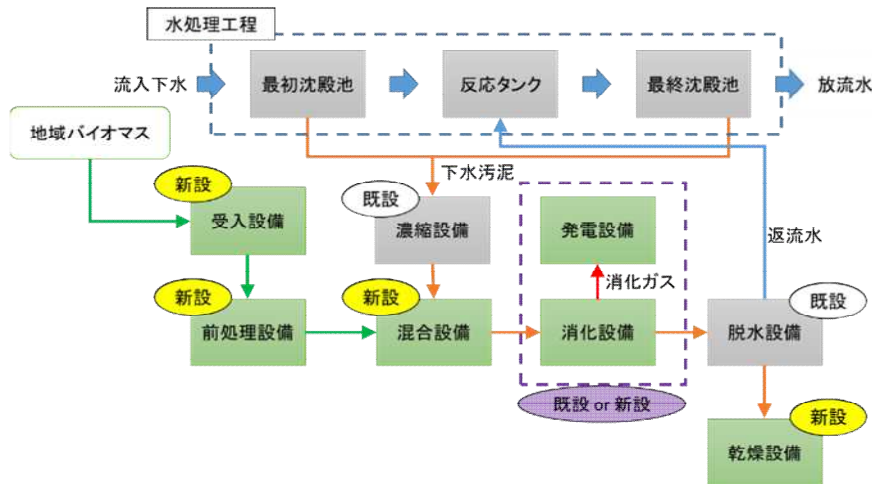 水処理工程
流入下水
最初沈殿池
反応タンク
最終沈殿池
放流水
地域バイオマス
下水汚泥
新設
受入設備
既設
濃縮設備
発電設備
返流水
消化ガス
新設
前処理設備
新設
混合設備
消化設備
既設
脱水設備
既設 or 新設
新設
乾燥設備